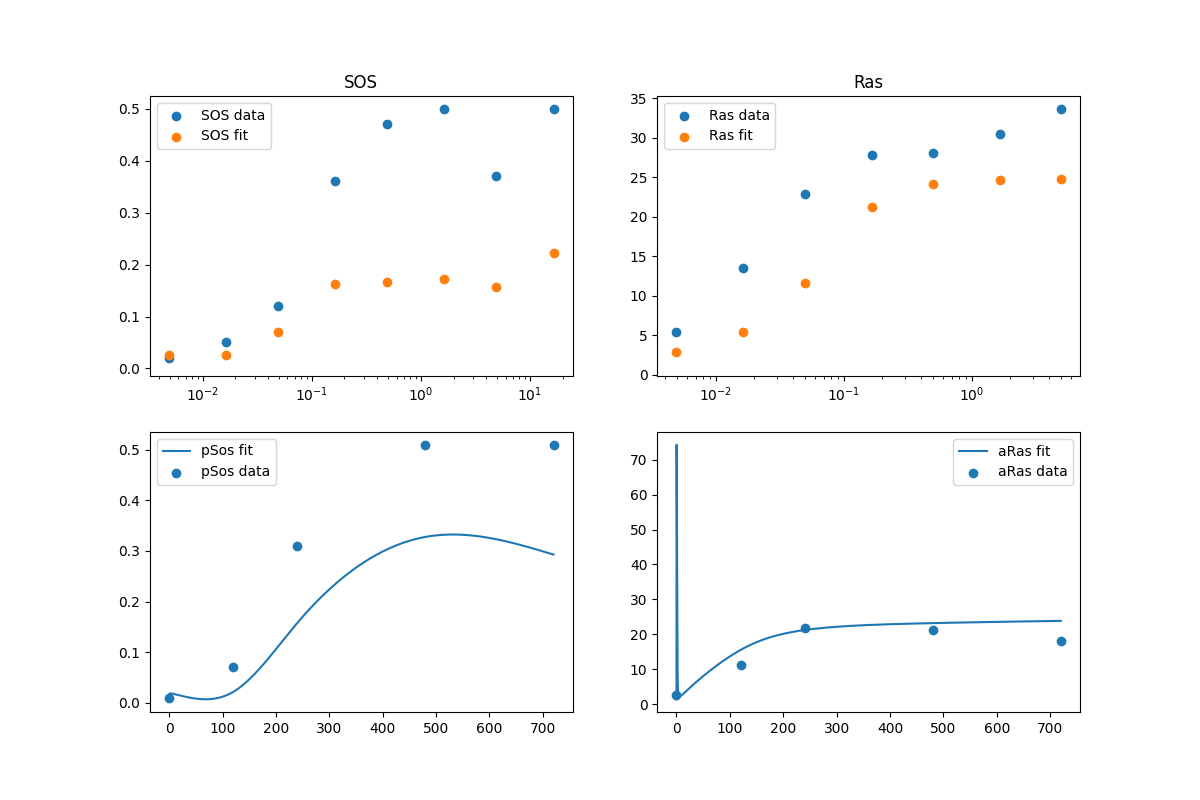 SOS
SOS data
SOS fit
0.5
0.4
0.3
0.2
0.1
0.0
10⁻² 10⁻¹ 10⁰ 10¹
Ras
Ras data
Ras fit
35
30
25
20
15
10
5
0
10⁻² 10⁻¹ 10⁰
pSos fit
pSos data
0.5
0.4
0.3
0.2
0.1
0.0
0 100 200 300 400 500 600 700
aRas fit
aRas data
70
60
50
40
30
20
10
0
0 100 200 300 400 500 600 700